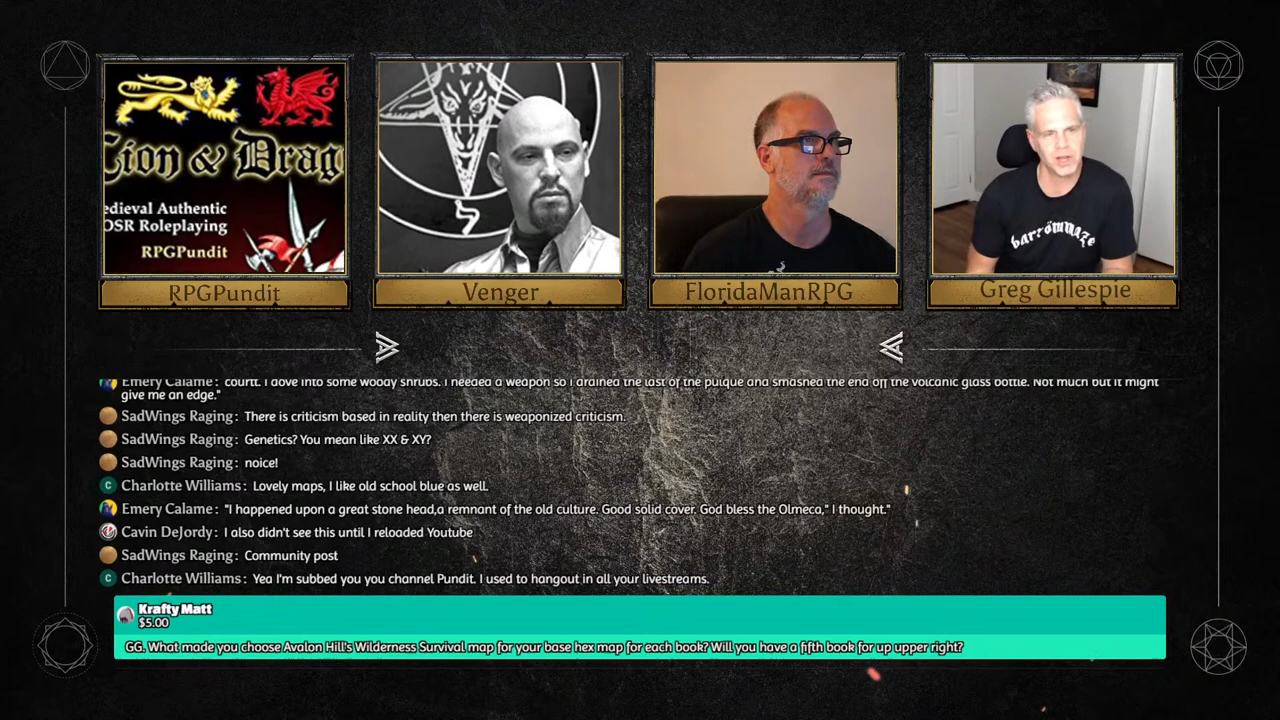 Lion & Drag
edieval Authentic
OSR Roleplaying
RPGPundit
barrowmaze
RPGPundit
Venger
FloridaManRPG
Greg Gillespie
Emery Calame: courtt. I dove into some woody shrubs. I needed a weapon so I drained the last of the pulque and smashed the end off the volcanic glass bottle. Not much but it might
give me an edge."
SadWings Raging: There is criticism based in reality then there is weaponized criticism.
SadWings Raging: Genetics? You mean like XX & XY?
SadWings Raging: noice!
C Charlotte Williams: Lovely maps, I like old school blue as well.
Emery Calame: "I happened upon a great stone head,a remnant of the old culture. Good solid cover. God bless the Olmeca," I thought."
Cavin DeJordy: I also didn't see this until I reloaded Youtube
SadWings Raging: Community post
C Charlotte Williams: Yea I'm subbed you you channel Pundit. I used to hangout in all your livestreams.
Krafty Matt
$5.00
GG. What made you choose Avalon Hill's Wilderness Survival map for your base hex map for each book? Will you have a fifth book for up upper right?